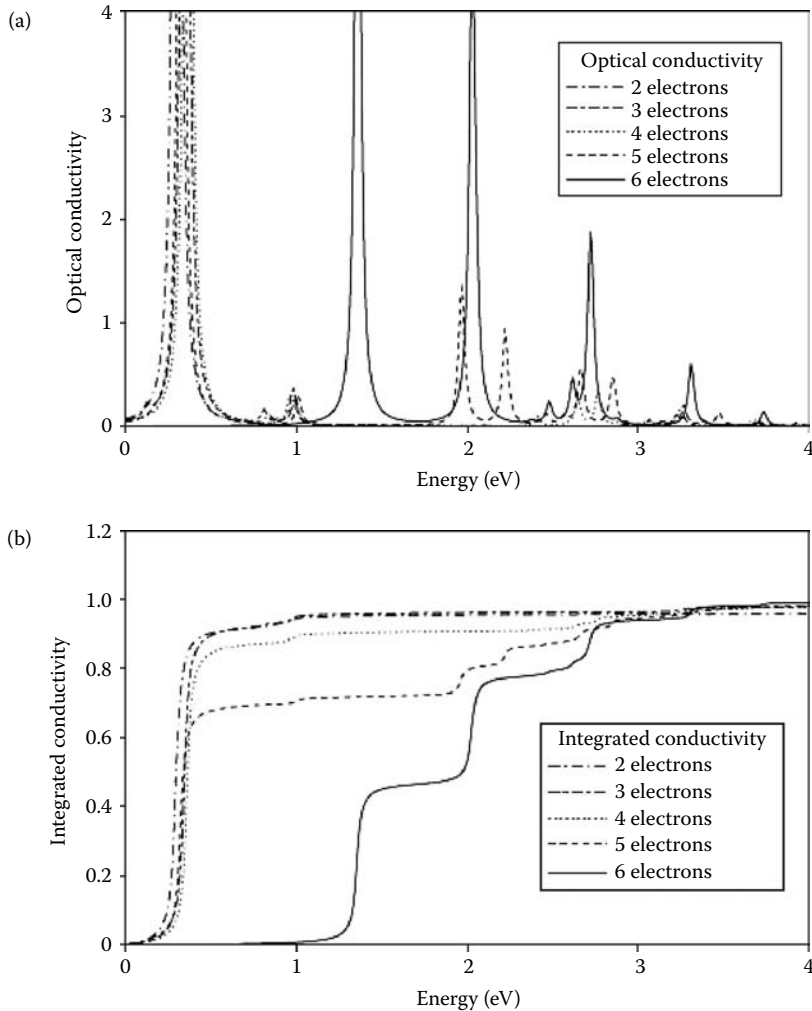 (a)
4
3
2
1
0
Optical conductivity
Optical conductivity
2 electrons
3 electrons
4 electrons
5 electrons
6 electrons
0
1
2
3
4
Energy (eV)
(b)
1.2
1.0
0.8
0.6
0.4
0.2
0
Integrated conductivity
Integrated conductivity
2 electrons
3 electrons
4 electrons
5 electrons
6 electrons
0
1
2
3
4
Energy (eV)